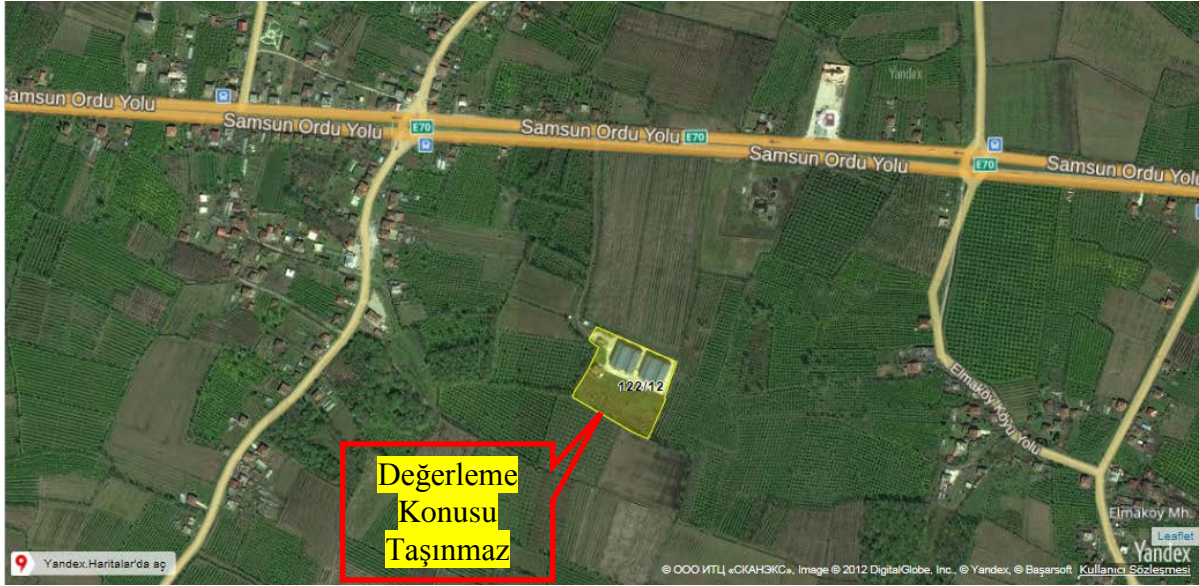 Yandex
Yandex
Samsun Ordu Yolu
Samsun Ordu Yolu
E70
Samsun Ordu Yolu E70
Samsun Ordu Yolu
E70
Samsun Ordu Yolu
122/12
Elmaköy Köyü Yolu
Değerleme
Konusu
Taşınmaz
Elmaköy Mh.
Leaflet
Yandex
Yandex.Haritalar'da aç
© ООО ИТЦ «СКАНЭКС», Image © 2012 DigitalGlobe, Inc., © Yandex, © Başarsoft Kullanıcı Sözleşmesi